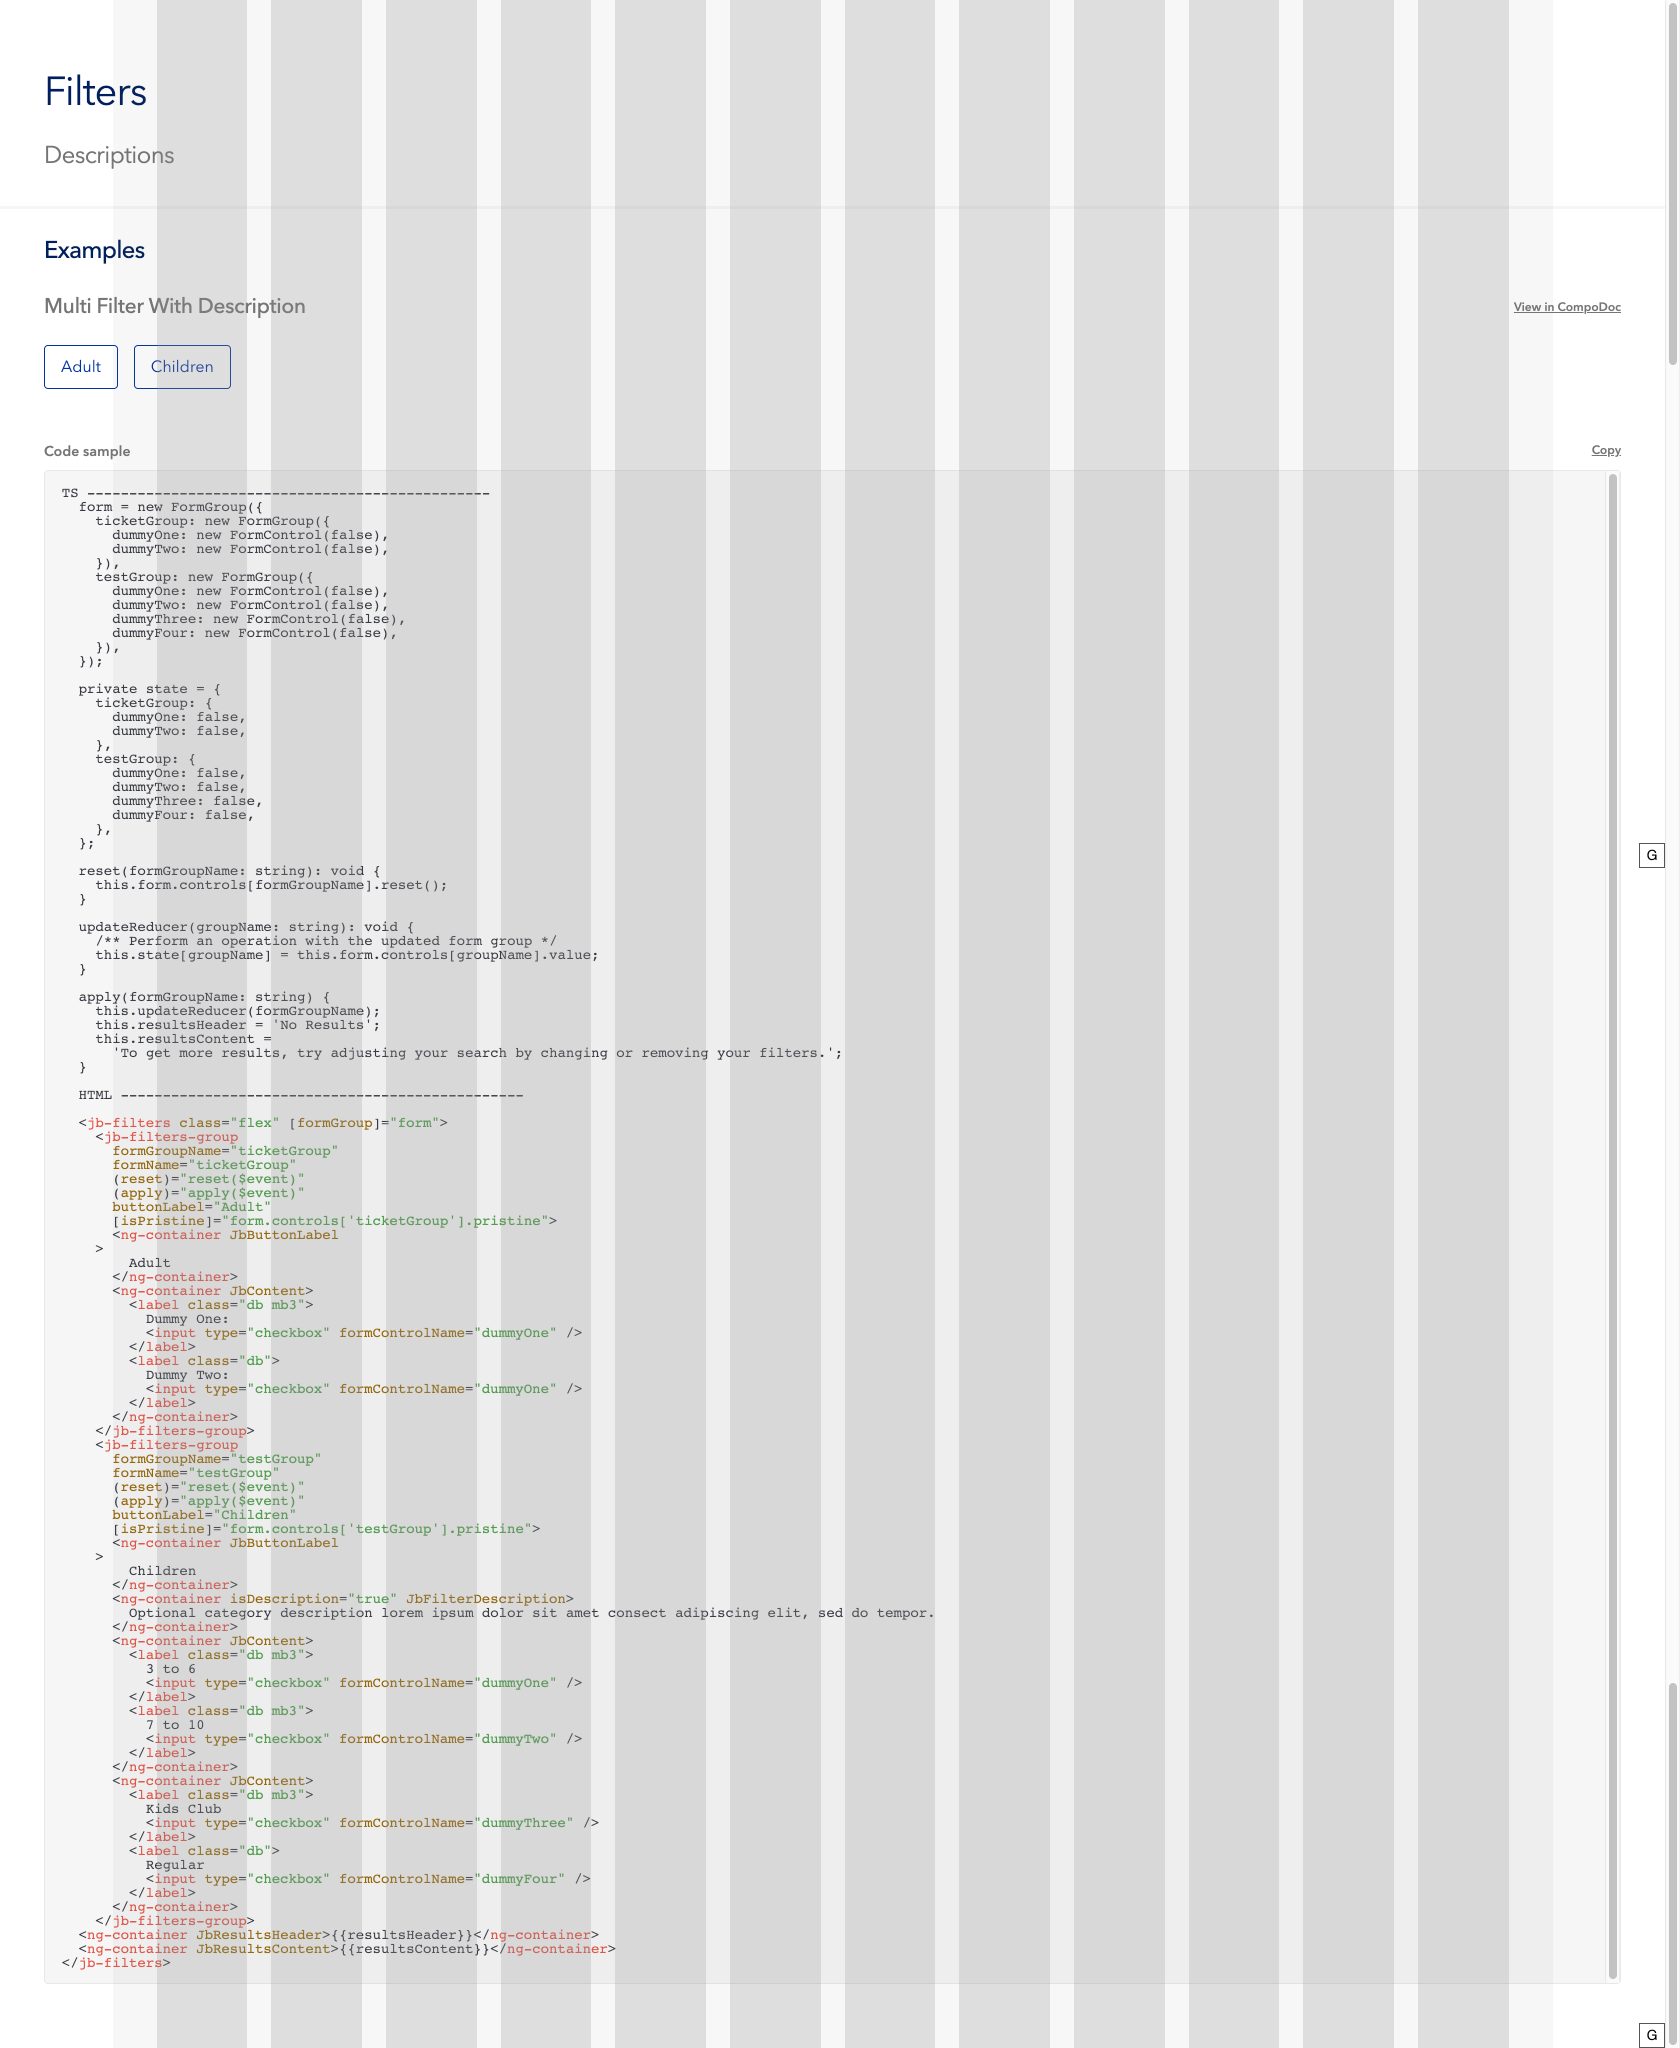 Filters
Descriptions
Examples
Multi Filter With Description
View in CompoDoc
Adult
Children
Code sample
Copy
TS ------------------------------------------------
form = new FormGroup({
ticketGroup: new FormGroup({
dummyOne: new FormControl(false),
dummyTwo: new FormControl(false),
}),
testGroup: new FormGroup({
dummyOne: new FormControl(false),
dummyTwo: new FormControl(false),
dummyThree: new FormControl(false),
dummyFour: new FormControl(false),
}),
});
private state = {
ticketGroup: {
dummyOne: false,
dummyTwo: false,
},
testGroup: {
dummyOne: false,
dummyTwo: false,
dummyThree: false,
dummyFour: false,
},
};
reset(formGroupName: string): void {
this.form.controls[formGroupName].reset();
}
updateReducer(groupName: string): void {
/** Perform an operation with the updated form group */
this.state[groupName] = this.form.controls[groupName].value;
}
apply(formGroupName: string) {
this.updateReducer(formGroupName);
this.resultsHeader = 'No Results';
this.resultsContent =
'To get more results, try adjusting your search by changing or removing your filters.';
}
HTML ------------------------------------------------
<jb-filters class="flex" [formGroup]="form">
<jb-filters-group
formGroupName="ticketGroup"
formName="ticketGroup"
(reset)="reset($event)"
(apply)="apply($event)"
buttonLabel="Adult"
[isPristine]="form.controls['ticketGroup'].pristine">
<ng-container JbButtonLabel
>
Adult
</ng-container>
<ng-container JbContent>
<label class="db mb3">
Dummy One:
<input type="checkbox" formControlName="dummyOne" />
</label>
<label class="db">
Dummy Two:
<input type="checkbox" formControlName="dummyOne" />
</label>
</ng-container>
</jb-filters-group>
<jb-filters-group
formGroupName="testGroup"
formName="testGroup"
(reset)="reset($event)"
(apply)="apply($event)"
buttonLabel="Children"
[isPristine]="form.controls['testGroup'].pristine">
<ng-container JbButtonLabel
>
Children
</ng-container>
<ng-container isDescription="true" JbFilterDescription>
Optional category description lorem ipsum dolor sit amet consect adipiscing elit, sed do tempor.
</ng-container>
<ng-container JbContent>
<label class="db mb3">
3 to 6
<input type="checkbox" formControlName="dummyOne" />
</label>
<label class="db mb3">
7 to 10
<input type="checkbox" formControlName="dummyTwo" />
</label>
</ng-container>
<ng-container JbContent>
<label class="db mb3">
Kids Club
<input type="checkbox" formControlName="dummyThree" />
</label>
<label class="db">
Regular
<input type="checkbox" formControlName="dummyFour" />
</label>
</ng-container>
</jb-filters-group>
<ng-container JbResultsHeader>{{resultsHeader}}</ng-container>
<ng-container JbResultsContent>{{resultsContent}}</ng-container>
</jb-filters>
G
G